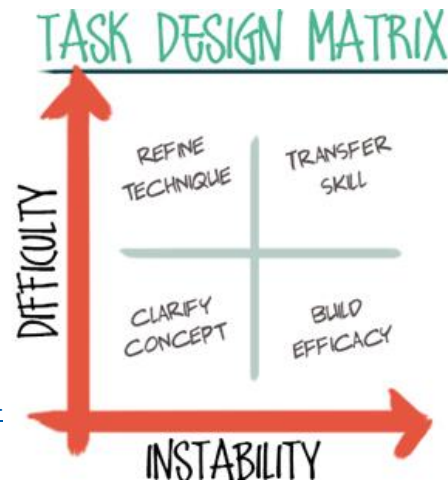 TASK DESIGN MATRIX
DIFFICULTY
REFINE
TECHNIQUE
TRANSFER
SKILL
CLARIFY
CONCEPT
BUILD
EFFICACY
INSTABILITY